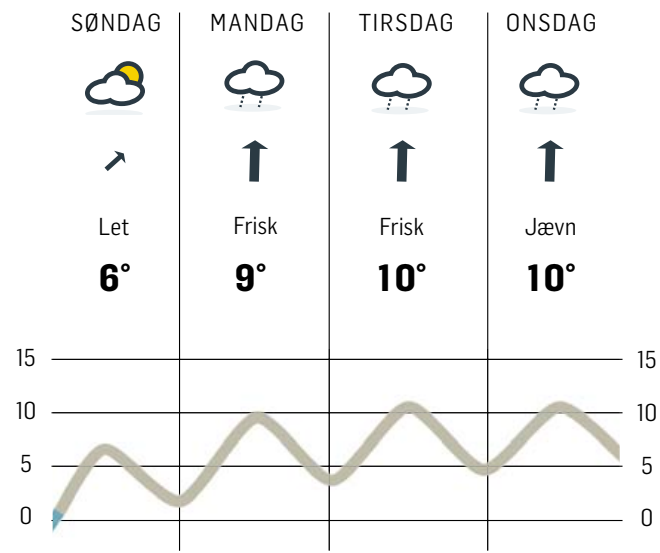 SØNDAG MANDAG TIRSDAG ONSDAG
Let Frisk Frisk Jævn
6° 9° 10° 10°
15 15
10 10
5 5
0 0